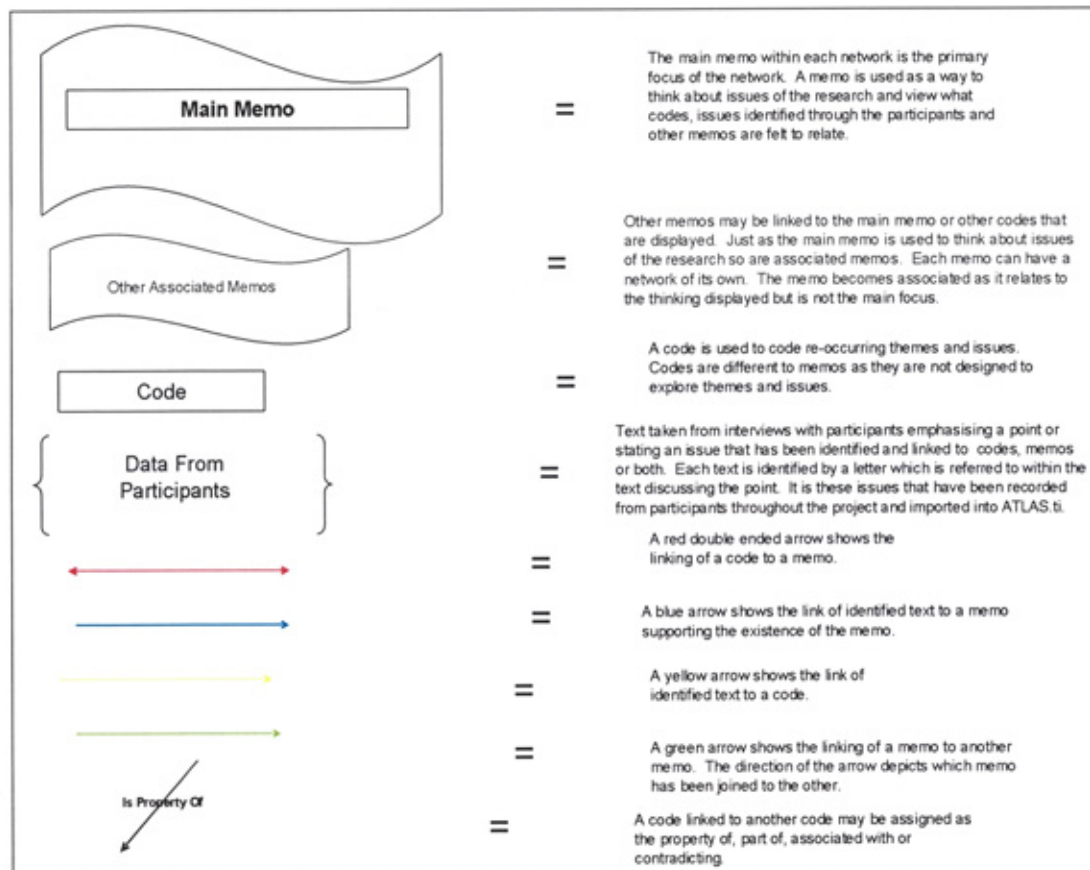 Main Memo
=
The main memo within each network is the primary
focus of the network. A memo is used as a way to
think about issues of the research and view what
codes, issues identified through the participants and
other memos are felt to relate.
Other Associated Memos
=
Other memos may be linked to the main memo or other codes that
are displayed. Just as the main memo is used to think about issues
of the research so are associated memos. Each memo can have a
network of its own. The memo becomes associated as it relates to
the thinking displayed but is not the main focus.
Code
=
A code is used to code re-occurring themes and issues.
Codes are different to memos as they are not designed to
explore themes and issues.
Data From
Participants
=
Text taken from interviews with participants emphasising a point or
stating an issue that has been identified and linked to codes, memos
or both. Each text is identified by a letter which is referred to within the
text discussing the point. It is these issues that have been recorded
from participants throughout the project and imported into ATLAS.ti.
=
A red double ended arrow shows the
linking of a code to a memo.
=
A blue arrow shows the link of identified text to a memo
supporting the existence of the memo.
=
A yellow arrow shows the link of
identified text to a code.
=
A green arrow shows the linking of a memo to another
memo. The direction of the arrow depicts which memo
has been joined to the other.
Is Property Of
=
A code linked to another code may be assigned as
the property of, part of, associated with or
contradicting.